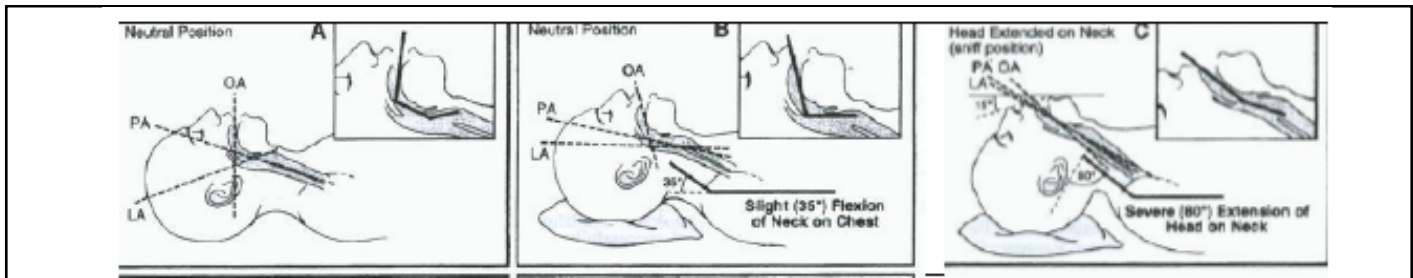 Neutral Position A
OA
PA
LA
Neutral Position B
OA
PA
LA
35°
Slight (35°) Flexion
of Neck on Chest
Head Extended on Neck C
(sniff position)
PA OA
LA
15°
80°
Severe (80°) Extension of
Head on Neck